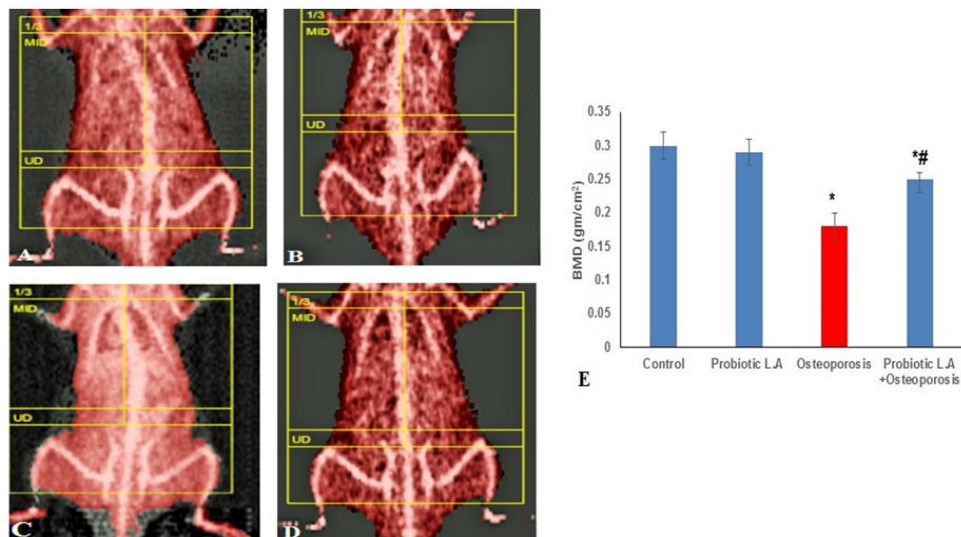 1/3
MID
UD
A
1/3
MID
UD
B
1/3
MID
UD
C
1/3
MID
UD
D
BMD (gm/cm²)
0.35
0.3
0.25
0.2
0.15
0.1
0.05
0
*
*#
Control
Probiotic L.A
Osteoporosis
Probiotic L.A
+Osteoporosis
E